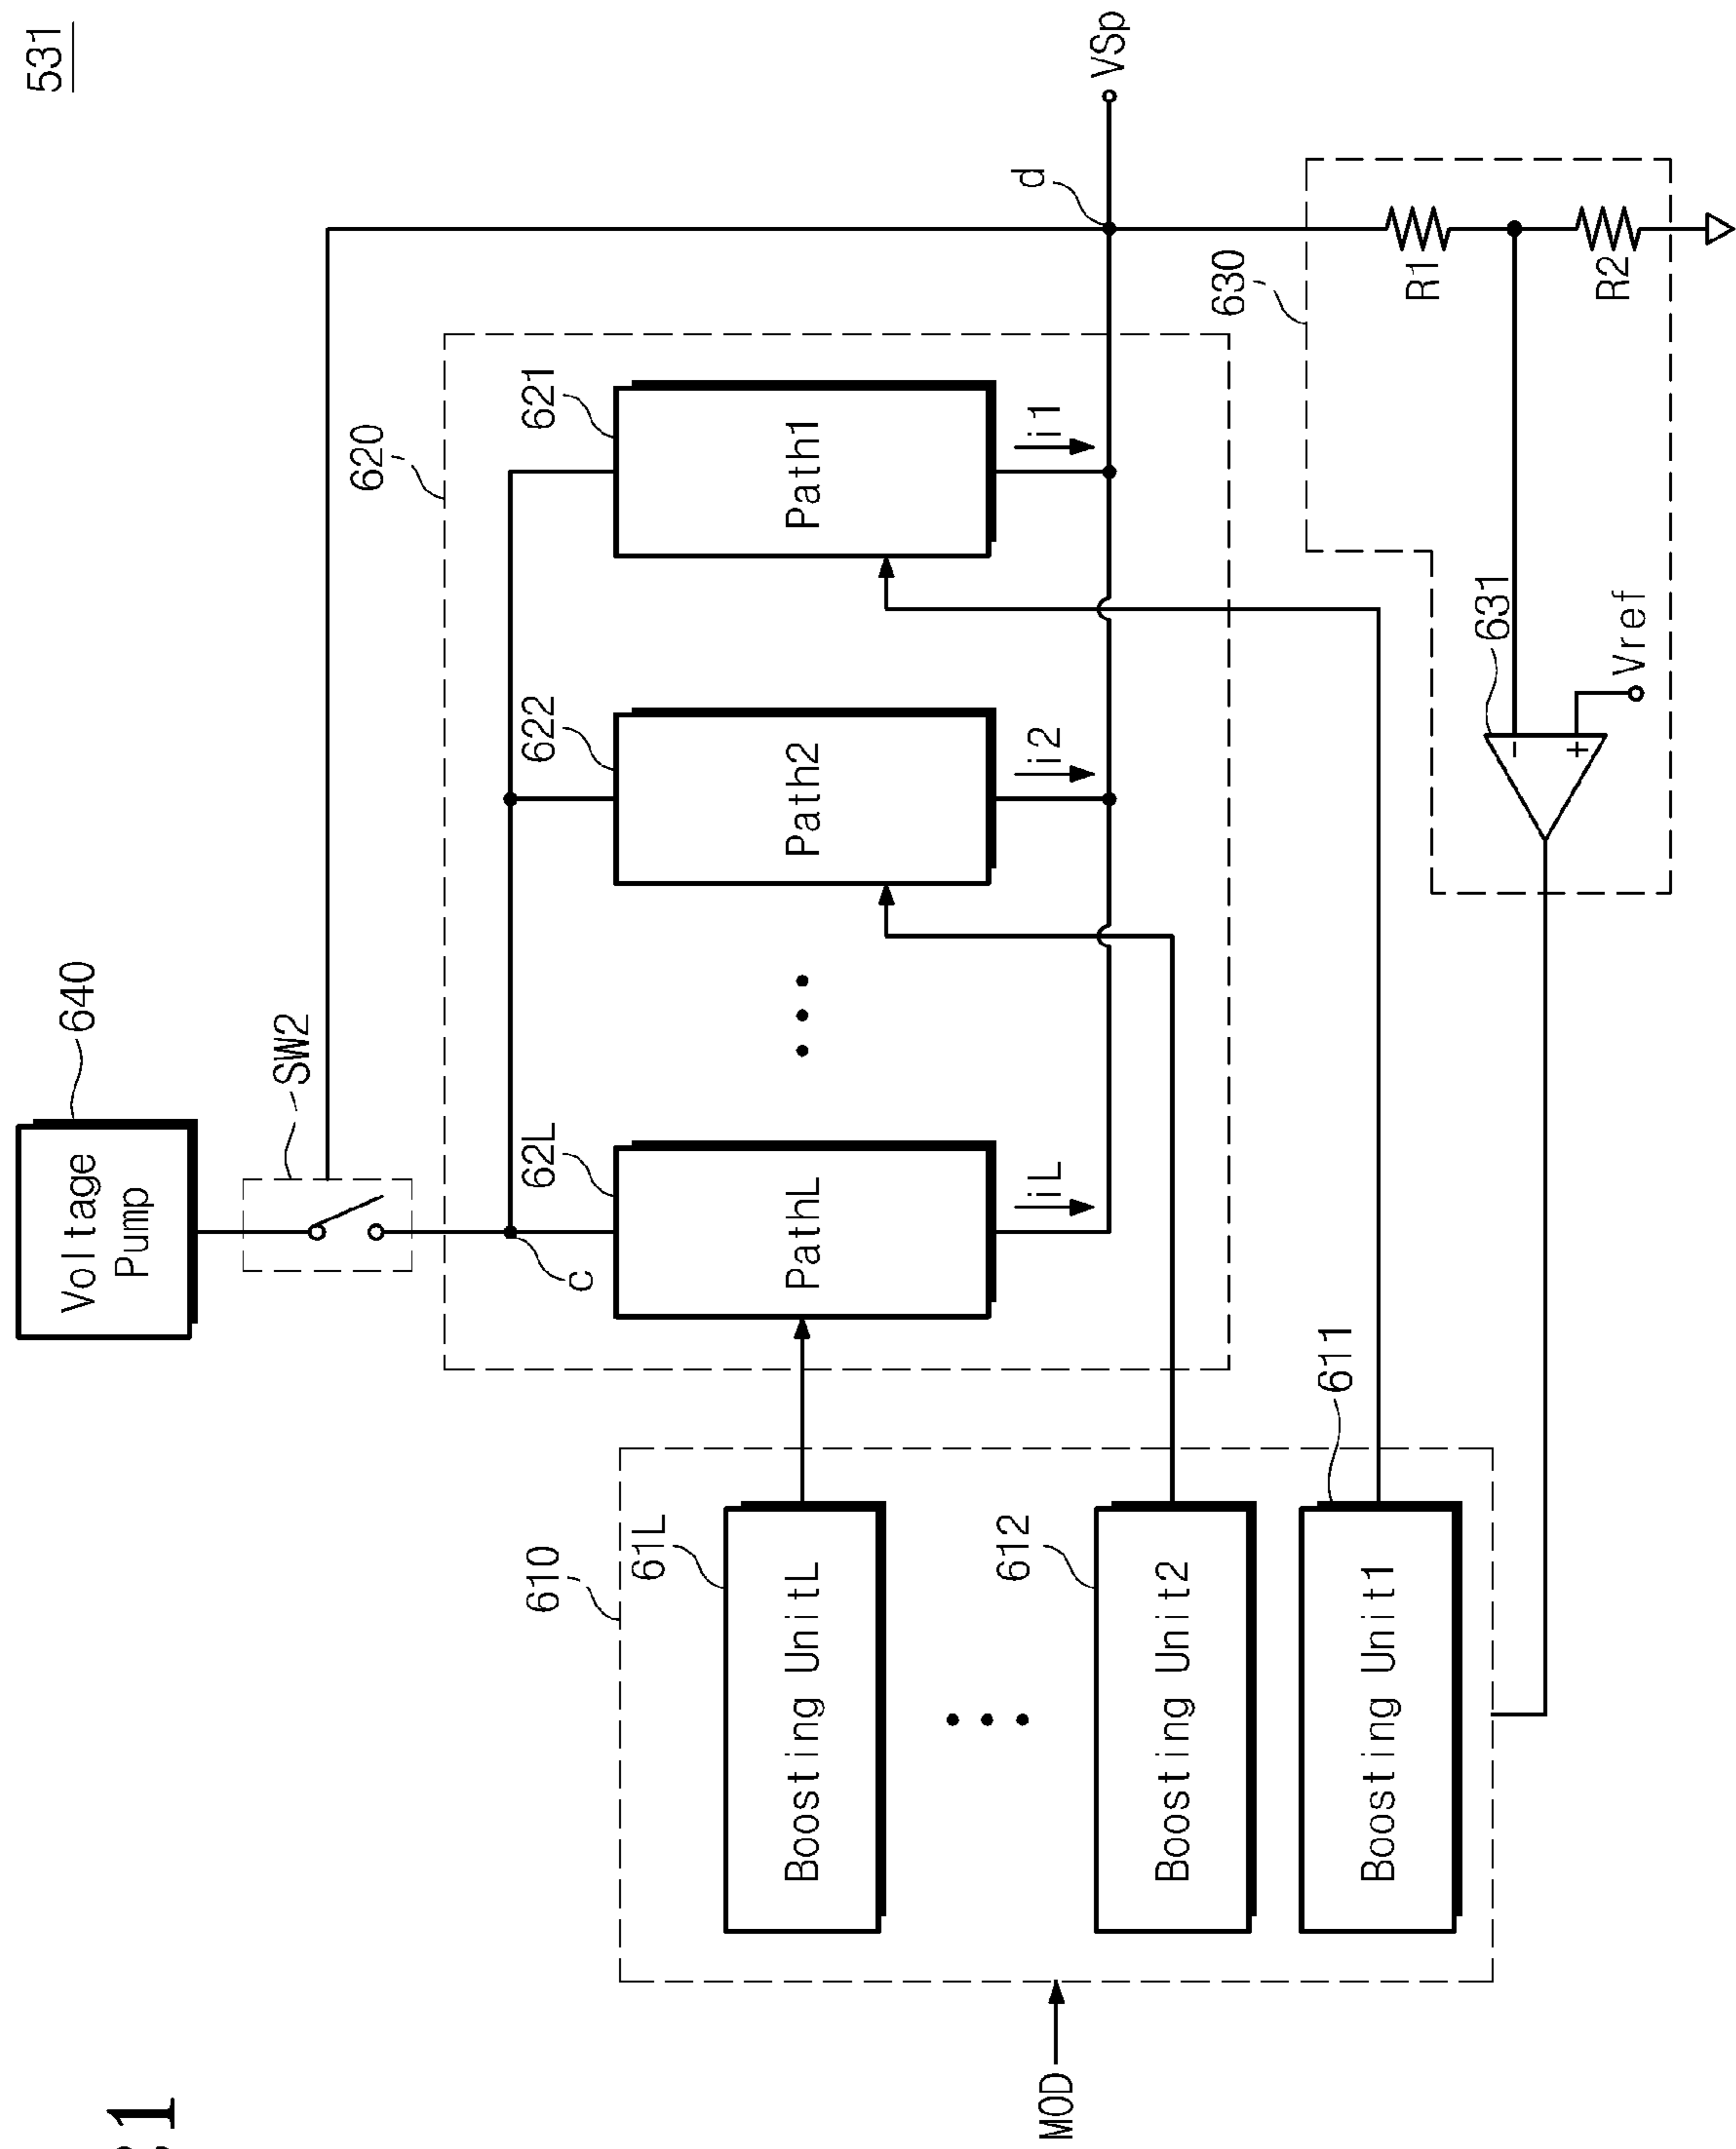 531
Voltage
Pump
640
SW2
c
620
62L
622
621
PathL
Path2
Path1
iL
i2
i1
d
VSp
610
61L
Boosting UnitL
612
Boosting Unit2
611
Boosting Unit1
MOD
630
R1
R2
631
-
+
Vref